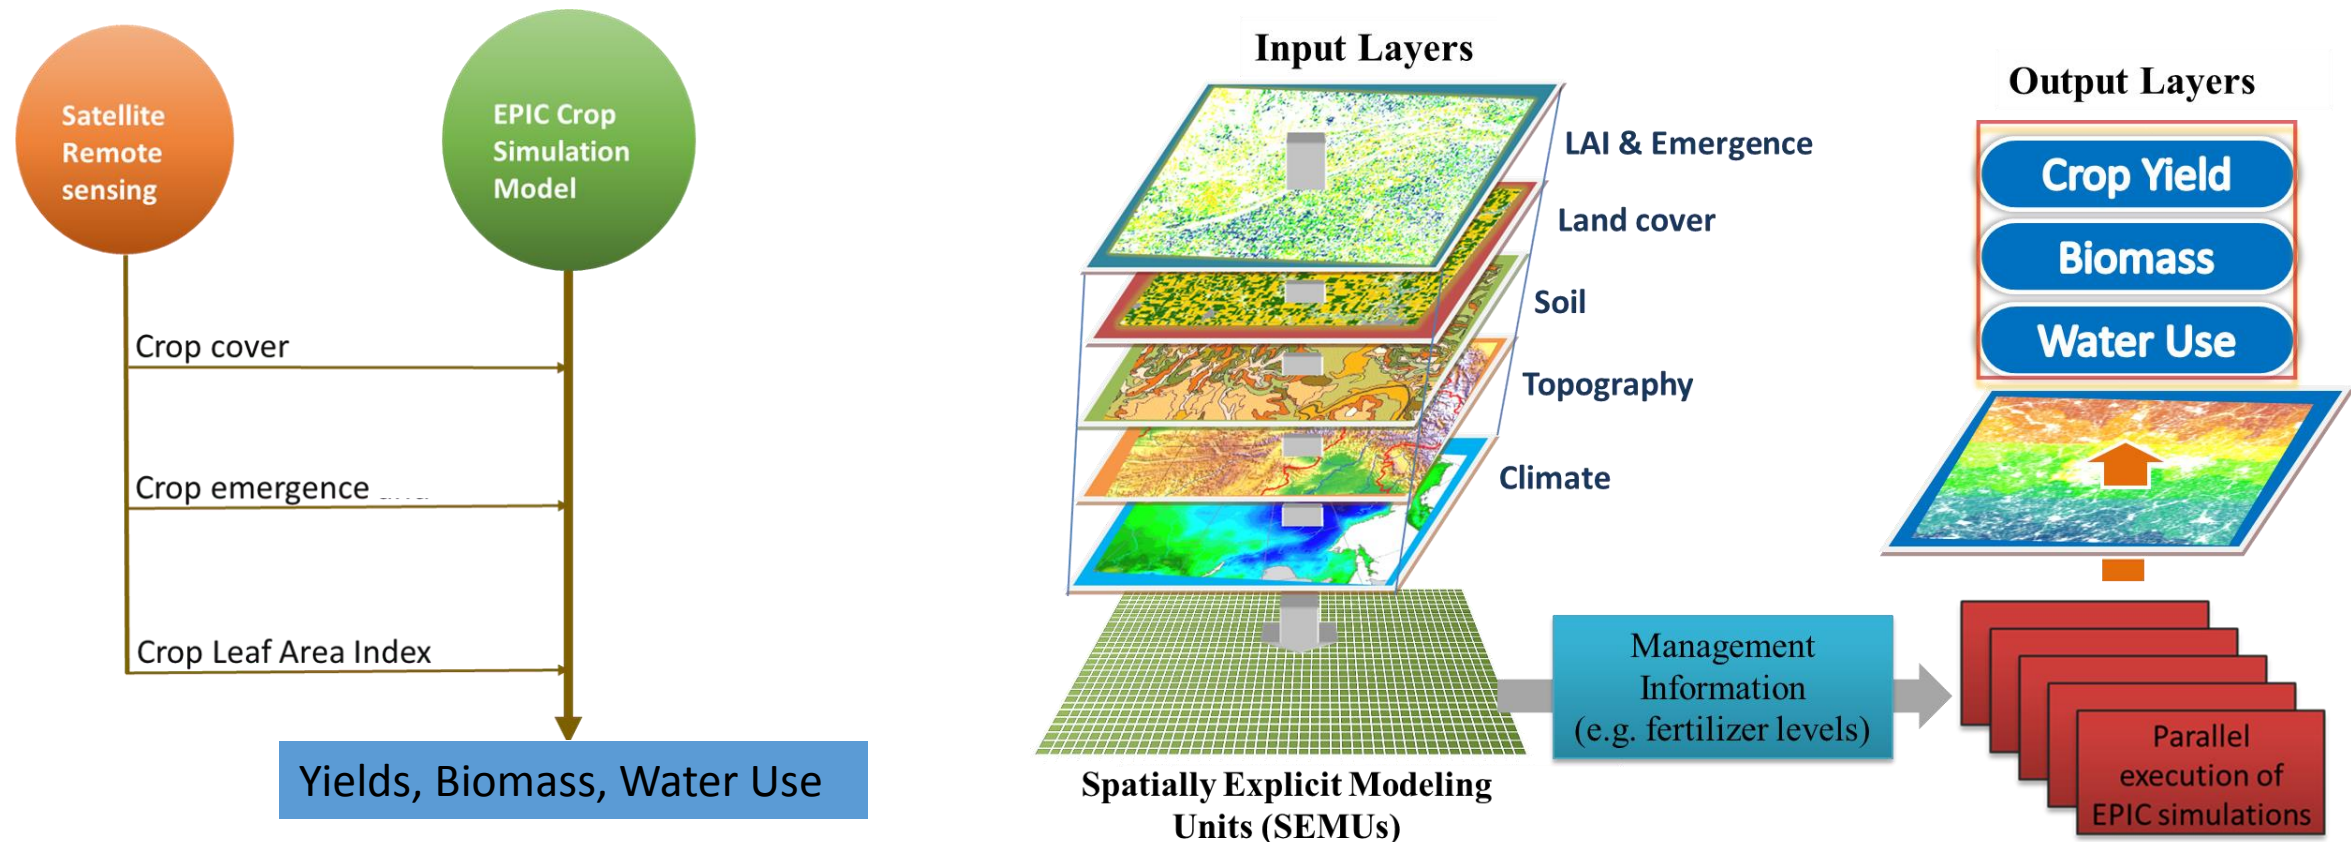 Satellite
Remote
sensing
EPIC Crop
Simulation
Model
Crop cover
Crop emergence
Crop Leaf Area Index
Yields, Biomass, Water Use
Input Layers
LAI & Emergence
Land cover
Soil
Topography
Climate
Spatially Explicit Modeling
Units (SEMUs)
Management
Information
(e.g. fertilizer levels)
Output Layers
Crop Yield
Biomass
Water Use
Parallel
execution of
EPIC simulations